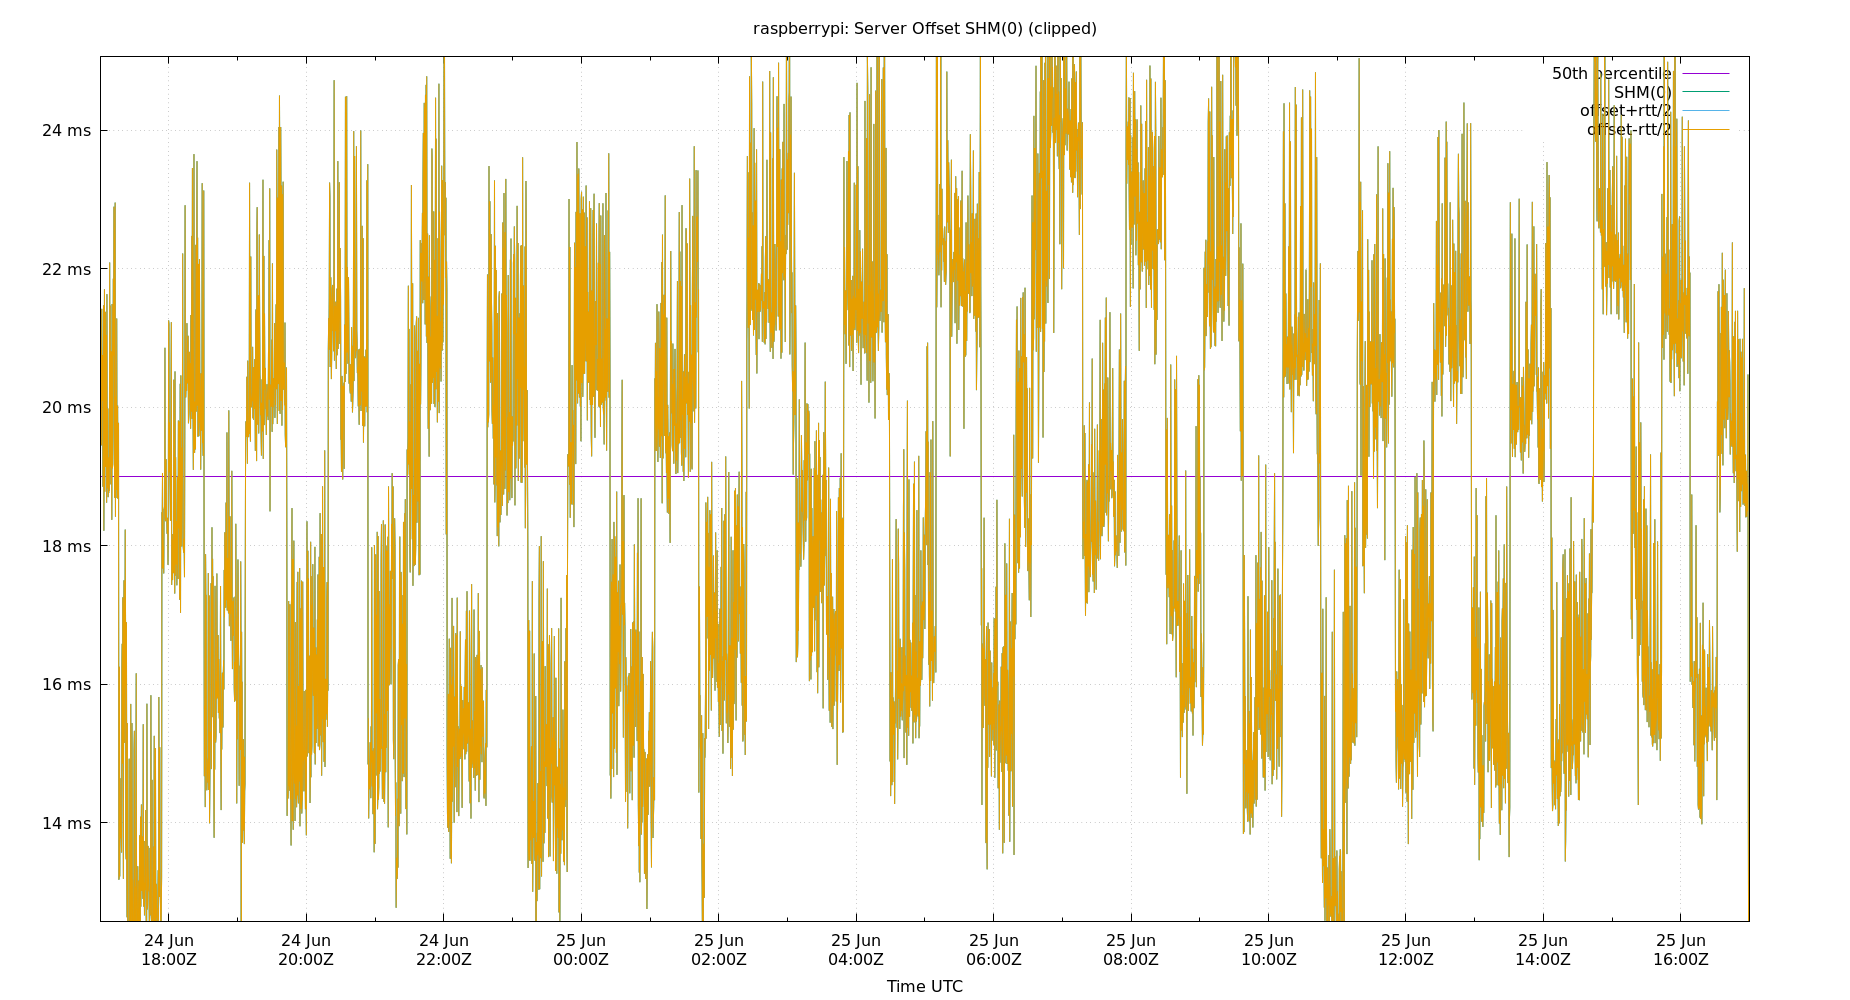 raspberrypi: Server Offset SHM(0) (clipped)
50th percentile
SHM(0)
offset+rtt/2
offset-rtt/2
24 ms
22 ms
20 ms
18 ms
16 ms
14 ms
24 Jun 24 Jun 24 Jun 25 Jun 25 Jun 25 Jun 25 Jun 25 Jun 25 Jun 25 Jun 25 Jun 25 Jun
18:00Z 20:00Z 22:00Z 00:00Z 02:00Z 04:00Z 06:00Z 08:00Z 10:00Z 12:00Z 14:00Z 16:00Z
Time UTC